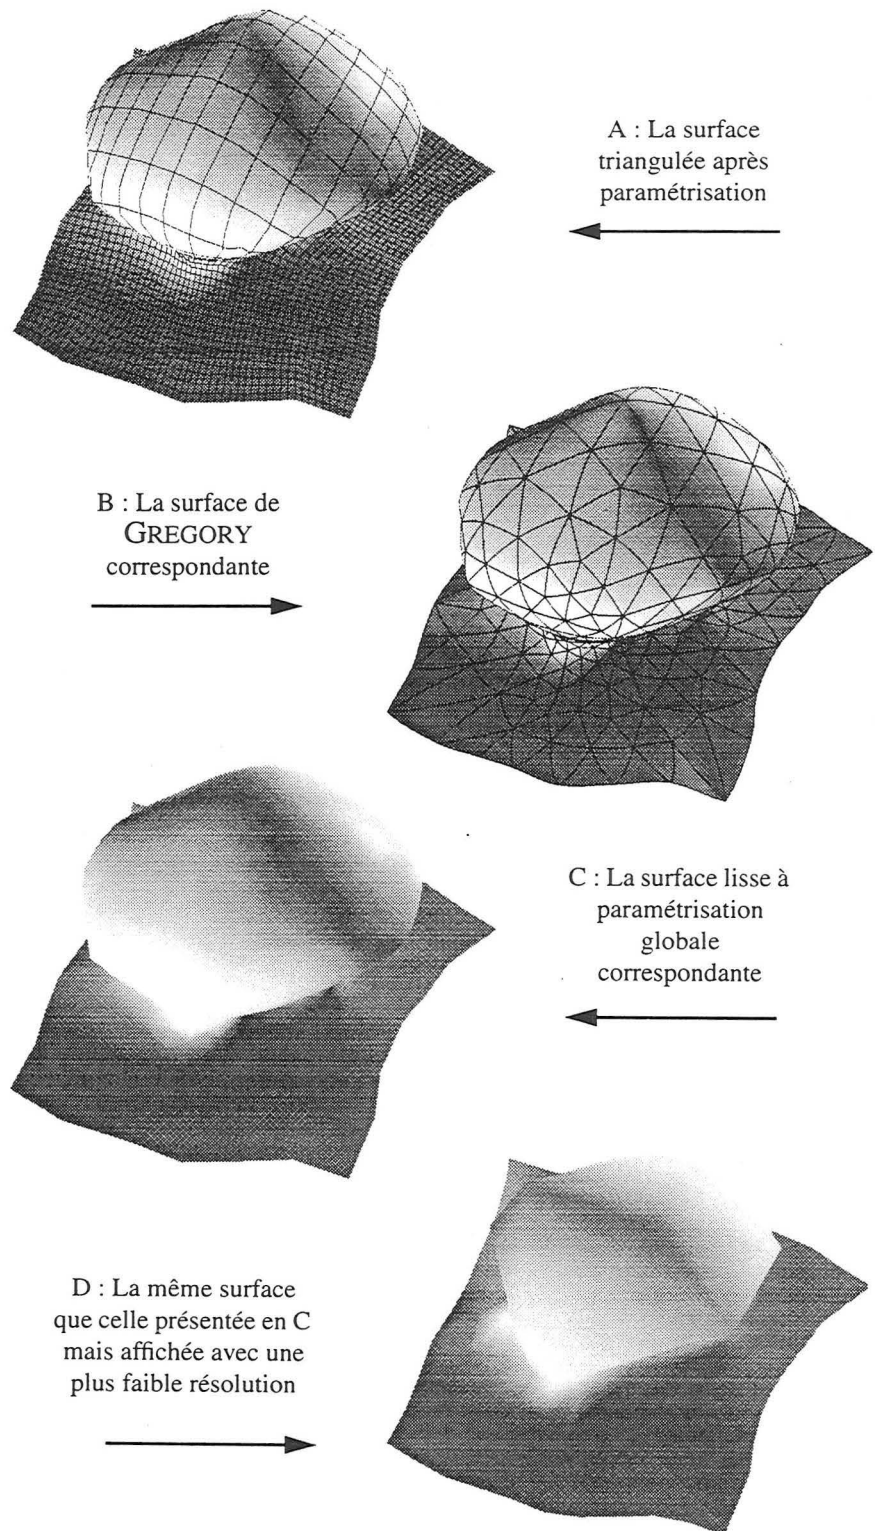 A : La surface
triangulée après
paramétrisation
B : La surface de
GREGORY
correspondante
C : La surface lisse à
paramétrisation
globale
correspondante
D : La même surface
que celle présentée en C
mais affichée avec une
plus faible résolution